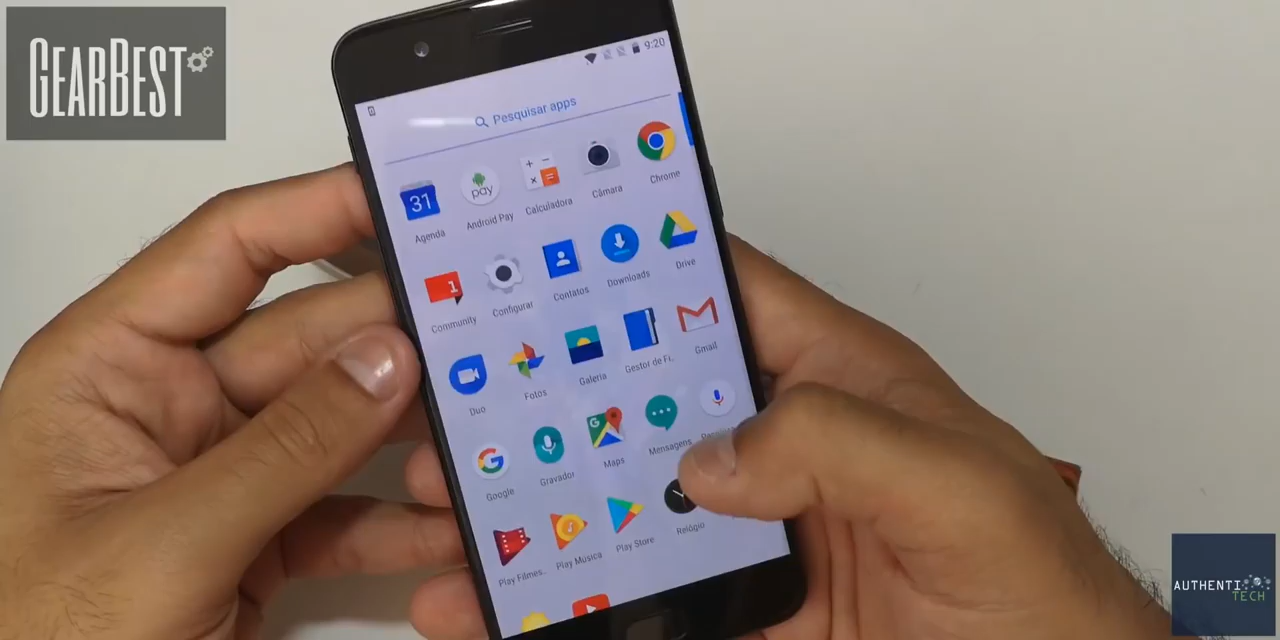 GEARBEST
9:20
Pesquisar apps
31
pay
Agenda
Android Pay
Calculadora
Câmara
Chrome
1
Community
Configurar
Contatos
Downloads
Drive
Duo
Fotos
Galeria
Gestor de Fi..
Gmail
G
Google
Gravador
Maps
Mensagens
Play Filmes..
Play Música
Play Store
Relógio
AUTHENTI
TECH